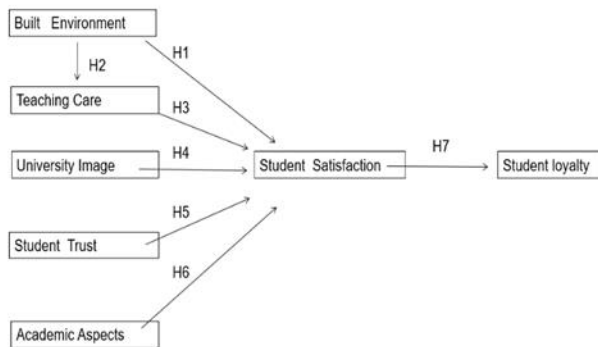 Built Environment
H1
H2
Teaching Care
H3
University Image
H4
Student Satisfaction
H7
Student loyalty
H5
Student Trust
H6
Academic Aspects